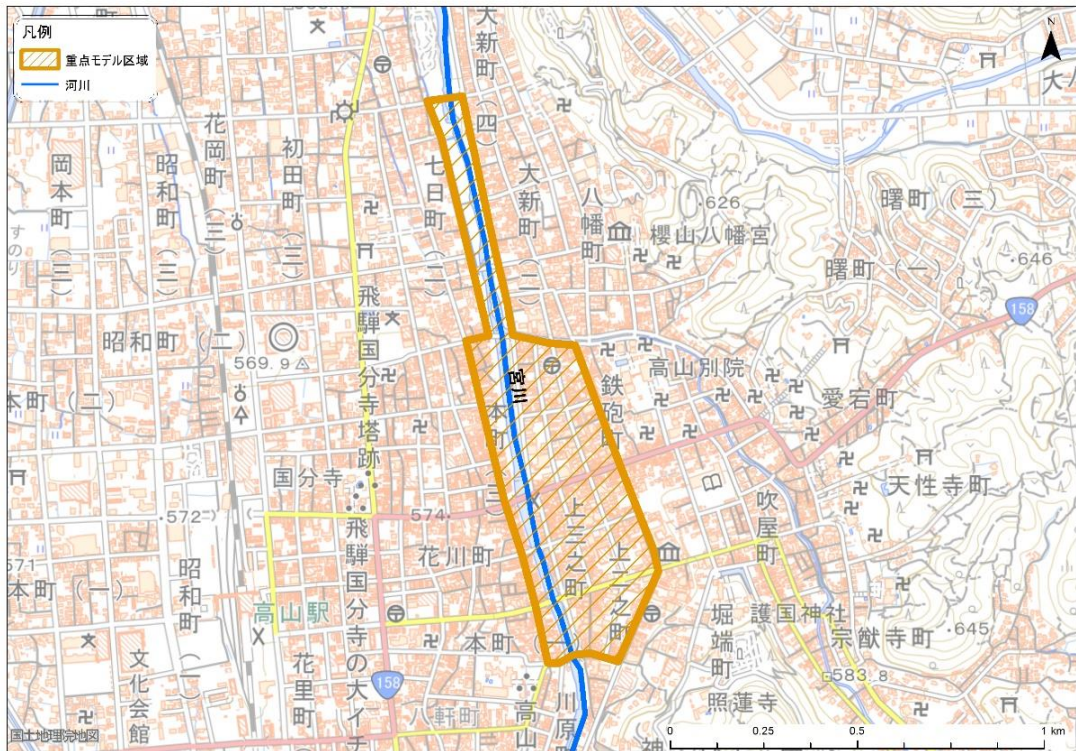 凡例
重点モデル区域
河川
N
大新町(四)
花岡町(三)
初田町(三)
岡本町(三)
昭和町(三)
七日町(二)
大新町(二)
八幡町
・626
櫻山八幡宮
曙町(三)
曙町(一)
・646
158
昭和町(二)
569.9
飛騨国分寺塔跡
宮川
高山別院
鉄砲町
愛宕町
本町(二)
本町(三)
国分寺
・572
574・
天性寺町
吹屋町
上三之町
上一之町
571
本町(一)
昭和町(一)
花川町
高山駅
飛騨国分寺の大イチ
本町
堀端町
護国神社
宗猷寺町
・645
583.8
文化会館
花里町
158
八軒町
照蓮寺
川原
高山
神
国土地理院地図
0
0.25
0.5
1 km